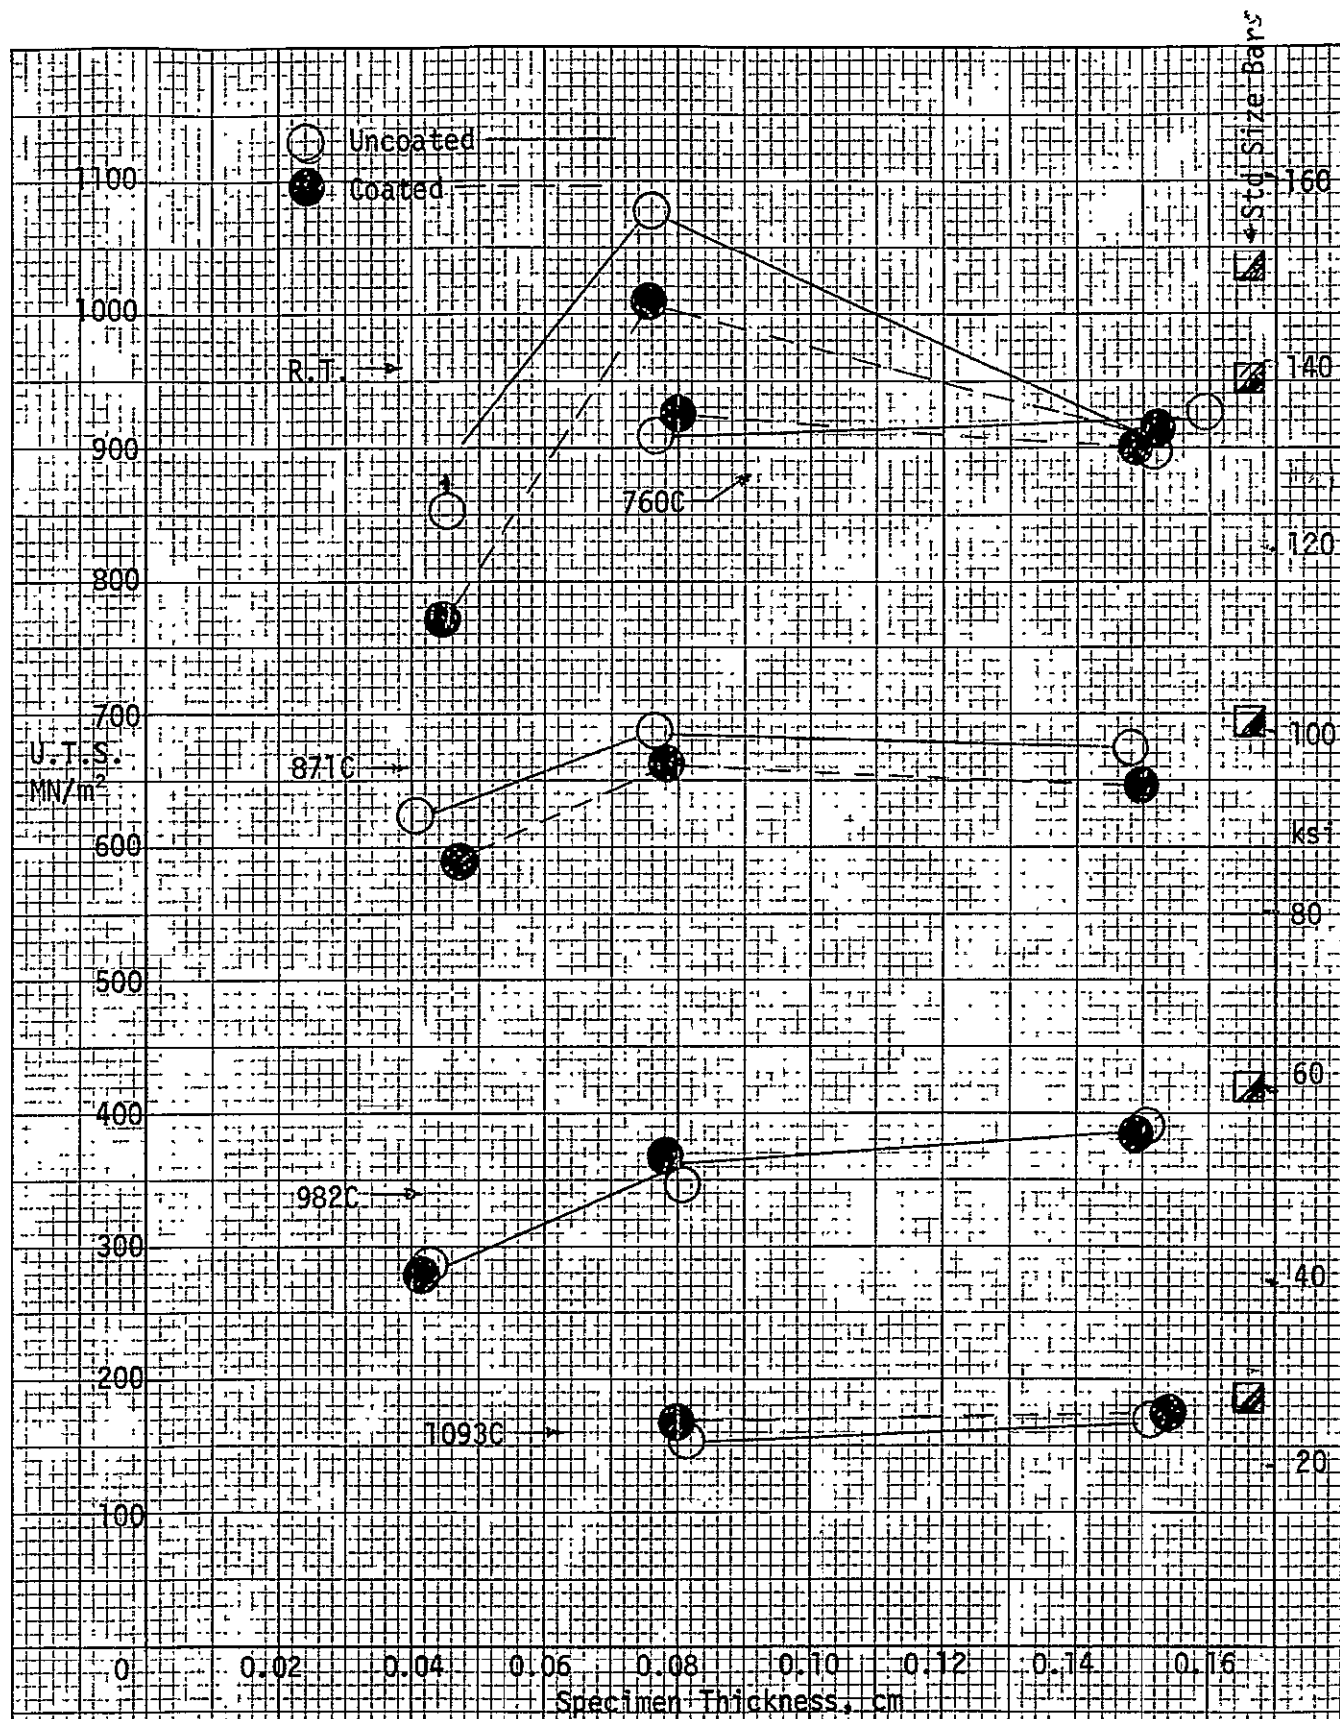 Std Size Bars
Uncoated
Coated
1100
160
1000
R.T.
140
900
760C
120
800
700
U.T.S.
MN/m²
871C
100
600
ksi
80
500
60
400
982C
300
40
200
1093C
20
100
0 0.02 0.04 0.06 0.08 0.10 0.12 0.14 0.16
Specimen Thickness, cm